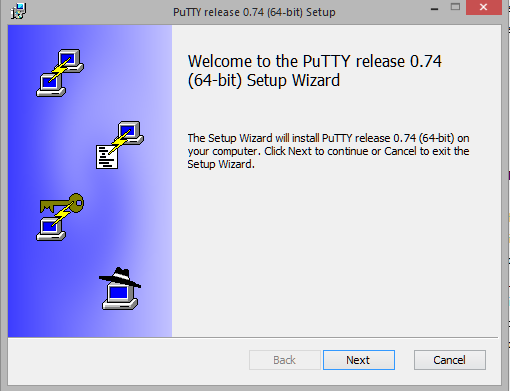 PuTTY release 0.74 (64-bit) Setup
Welcome to the PuTTY release 0.74
(64-bit) Setup Wizard
The Setup Wizard will install PuTTY release 0.74 (64-bit) on
your computer. Click Next to continue or Cancel to exit the
Setup Wizard.
Back
Next
Cancel